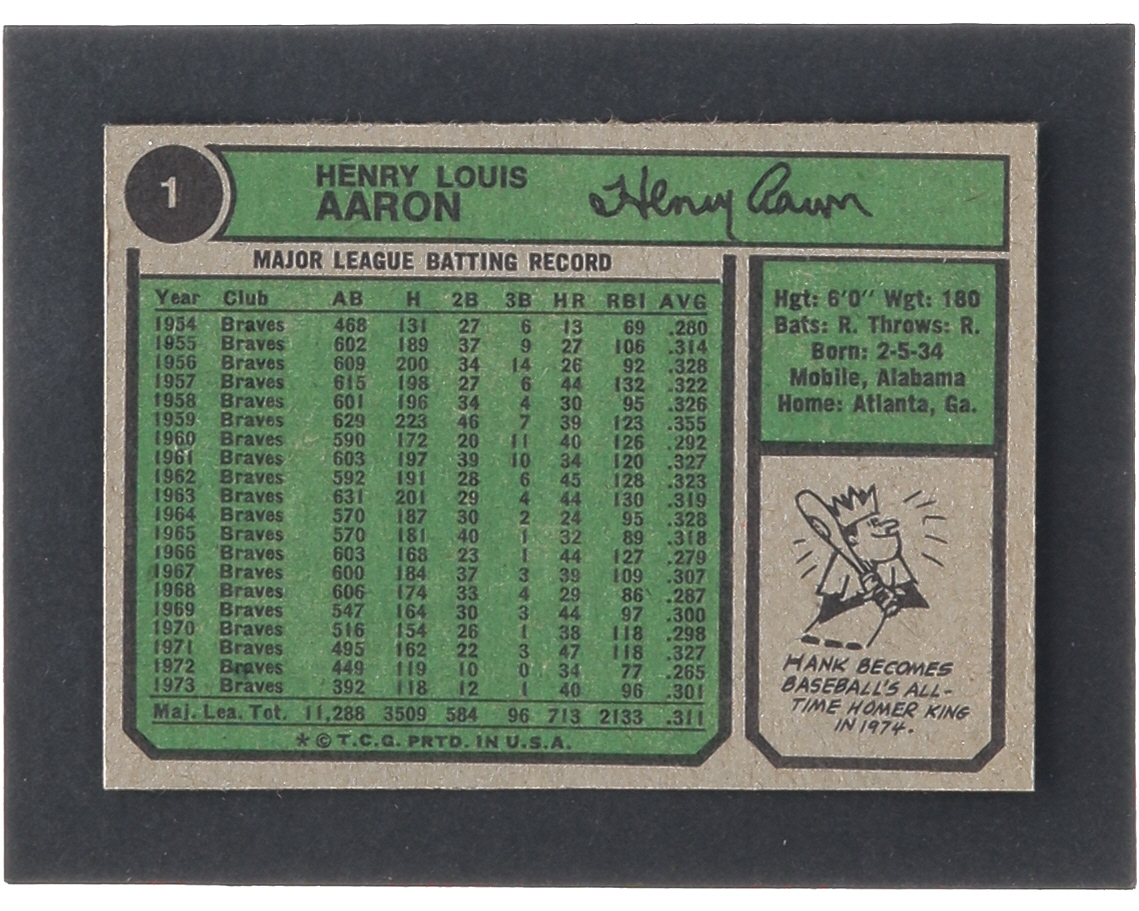 1
HENRY LOUIS
AARON
Henry Aaron
MAJOR LEAGUE BATTING RECORD
Year Club AB H 2B 3B HR RBI AVG
1954 Braves 468 131 27 6 13 69 .280
1955 Braves 602 189 37 9 27 106 .314
1956 Braves 609 200 34 14 26 92 .328
1957 Braves 615 198 27 6 44 132 .322
1958 Braves 601 196 34 4 30 95 .326
1959 Braves 629 223 46 7 39 123 .355
1960 Braves 590 172 20 11 40 126 .292
1961 Braves 603 197 39 10 34 120 .327
1962 Braves 592 191 28 6 45 128 .323
1963 Braves 631 201 29 4 44 130 .319
1964 Braves 570 187 30 2 24 95 .328
1965 Braves 570 181 40 1 32 89 .318
1966 Braves 603 168 23 1 44 127 .279
1967 Braves 600 184 37 3 39 109 .307
1968 Braves 606 174 33 4 29 86 .287
1969 Braves 547 164 30 3 44 97 .300
1970 Braves 516 154 26 1 38 118 .298
1971 Braves 495 162 22 3 47 118 .327
1972 Braves 449 119 10 0 34 77 .265
1973 Braves 392 118 12 1 40 96 .301
Maj. Lea. Tot. 11,288 3509 584 96 713 2133 .311
* © T.C.G. PRTD. IN U.S.A.
Hgt: 6'0'' Wgt: 180
Bats: R. Throws: R.
Born: 2-5-34
Mobile, Alabama
Home: Atlanta, Ga.
HANK BECOMES
BASEBALL'S ALL-
TIME HOMER KING
IN 1974.